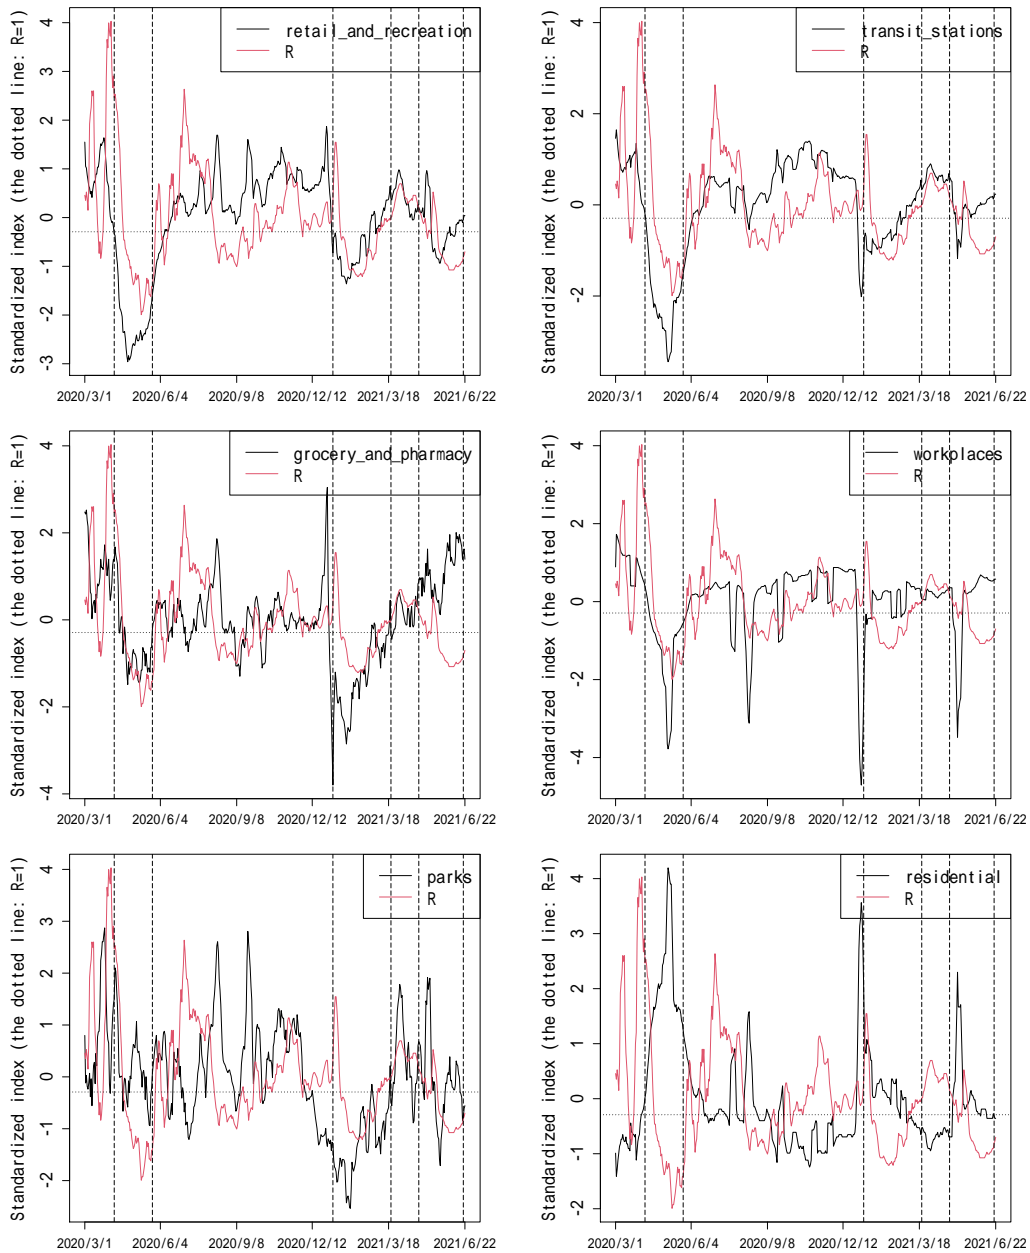 Standardized index (the dotted line: R=1)
4
3
2
1
0
-1
-2
-3
retail_and_recreation
R
2020/3/1 2020/6/4 2020/9/8 2020/12/12 2021/3/18 2021/6/22
Standardized index (the dotted line: R=1)
4
2
0
-2
transit_stations
R
2020/3/1 2020/6/4 2020/9/8 2020/12/12 2021/3/18 2021/6/22
Standardized index (the dotted line: R=1)
4
2
0
-2
-4
grocery_and_pharmacy
R
2020/3/1 2020/6/4 2020/9/8 2020/12/12 2021/3/18 2021/6/22
Standardized index (the dotted line: R=1)
4
2
0
-2
-4
workplaces
R
2020/3/1 2020/6/4 2020/9/8 2020/12/12 2021/3/18 2021/6/22
Standardized index (the dotted line: R=1)
4
3
2
1
0
-1
-2
parks
R
2020/3/1 2020/6/4 2020/9/8 2020/12/12 2021/3/18 2021/6/22
Standardized index (the dotted line: R=1)
4
3
2
1
0
-1
-2
residential
R
2020/3/1 2020/6/4 2020/9/8 2020/12/12 2021/3/18 2021/6/22